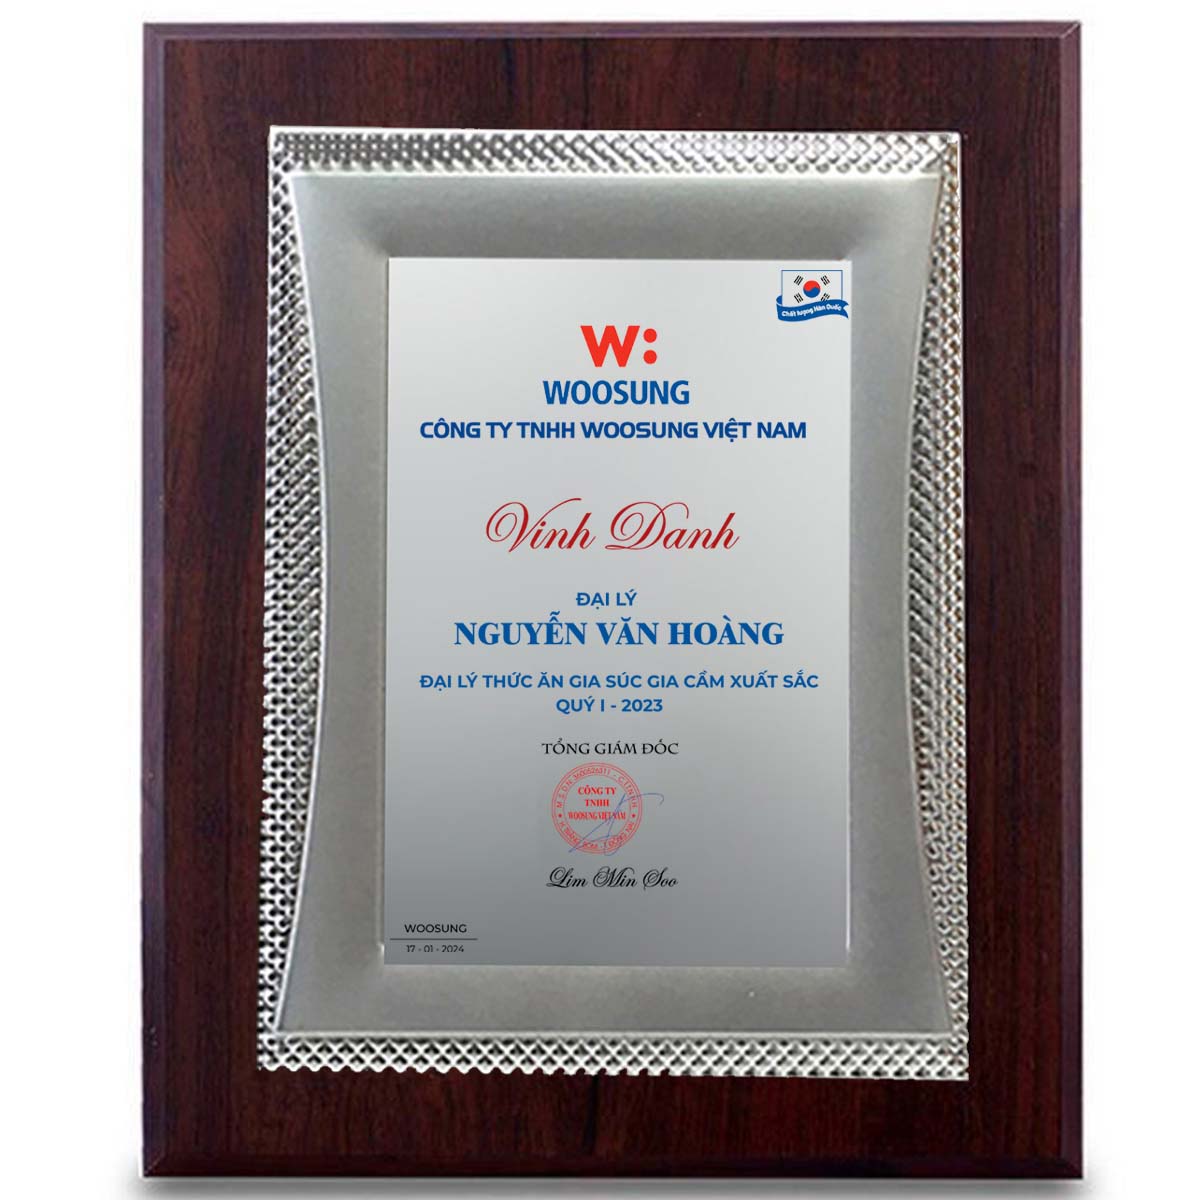 Chất lượng Hàn Quốc
W:
WOOSUNG
CÔNG TY TNHH WOOSUNG VIỆT NAM
Vinh Danh
ĐẠI LÝ
NGUYỄN VĂN HOÀNG
ĐẠI LÝ THỨC ĂN GIA SÚC GIA CẦM XUẤT SẮC
QUÝ I - 2023
TỔNG GIÁM ĐỐC
M.S.D.N: 3600526311 - C.T.T.N.H.H
CÔNG TY
TNHH
WOOSUNG VIỆT NAM
Lim Min Soo
WOOSUNG
17 - 01 - 2024